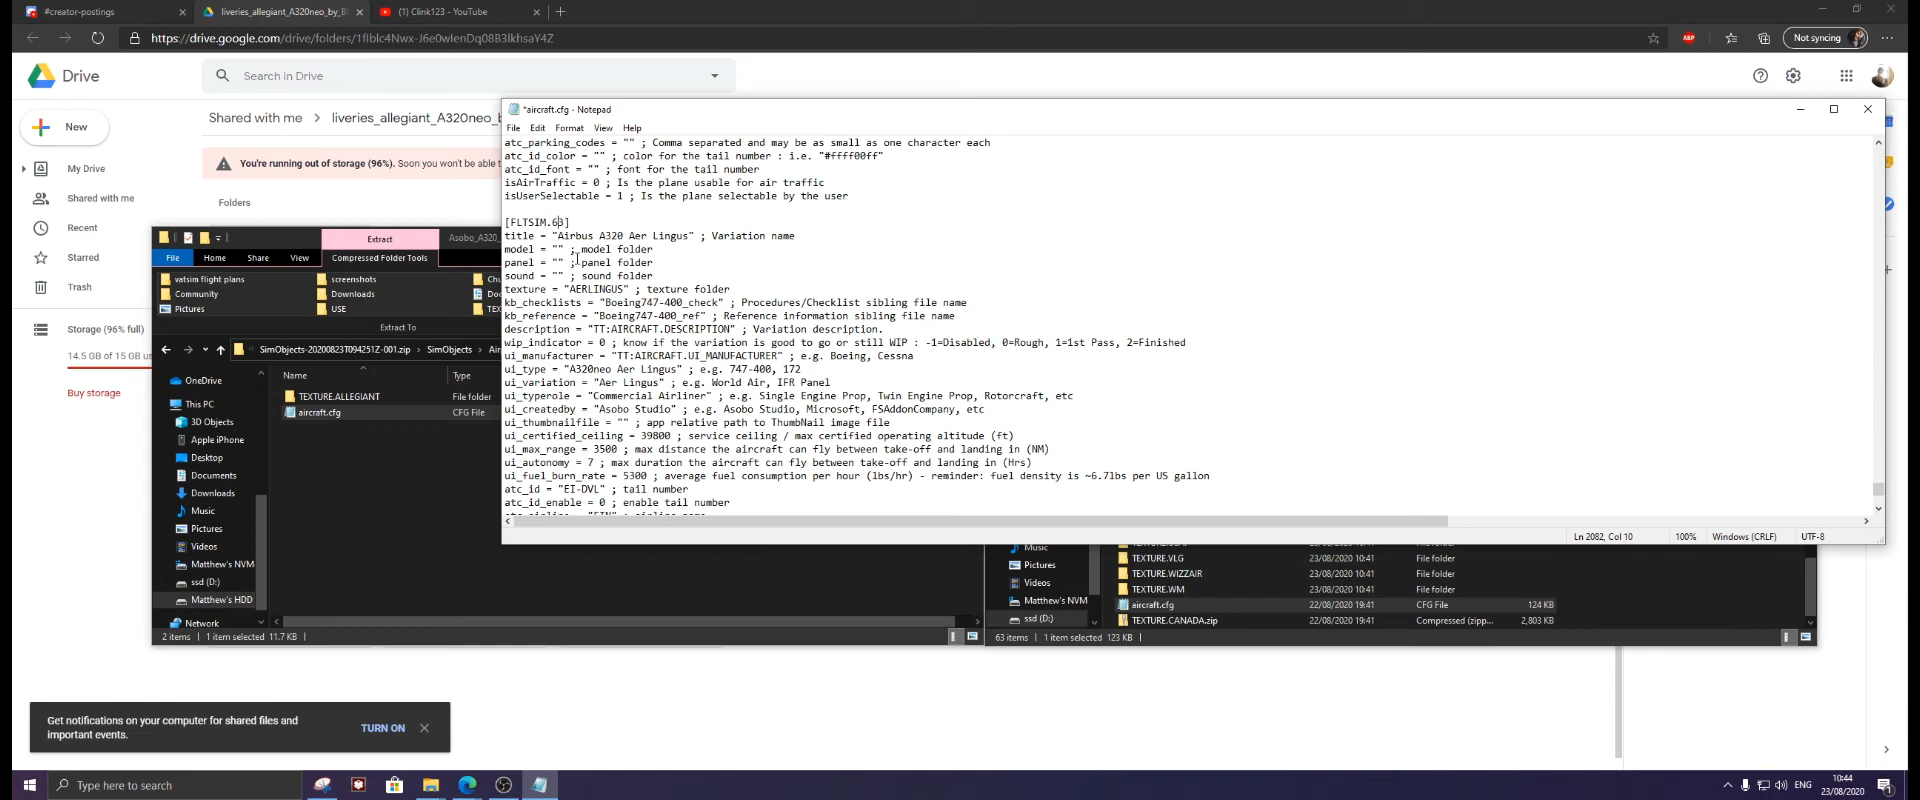 #creator-postings
liveries_allegiant_A320neo_by_B
(1) Clink123 - YouTube
https://drive.google.com/drive/folders/1fIblc4Nwx-J6e0wIenDq08B3IkhsaY4Z
ABP
Not syncing
Drive
Search in Drive
New
Shared with me
liveries_allegiant_A320neo_b
You're running out of storage (96%). Soon you won't be able t
Folders
My Drive
Shared with me
Recent
Starred
Trash
Storage (96% full)
14.5 GB of 15 GB us
Buy storage
*aircraft.cfg - Notepad
File Edit Format View Help
atc_parking_codes = "" ; Comma separated and may be as small as one character each
atc_id_color = "" ; color for the tail number : i.e. "#ffff00ff"
atc_id_font = "" ; font for the tail number
isAirTraffic = 0 ; Is the plane usable for air traffic
isUserSelectable = 1 ; Is the plane selectable by the user
[FLTSIM.63]
title = "Airbus A320 Aer Lingus" ; Variation name
model = "" ; model folder
panel = "" ; panel folder
sound = "" ; sound folder
texture = "AERLINGUS" ; texture folder
kb_checklists = "Boeing747-400_check" ; Procedures/Checklist sibling file name
kb_reference = "Boeing747-400_ref" ; Reference information sibling file name
description = "TT:AIRCRAFT.DESCRIPTION" ; Variation description.
wip_indicator = 0 ; know if the variation is good to go or still WIP : -1=Disabled, 0=Rough, 1=1st Pass, 2=Finished
ui_manufacturer = "TT:AIRCRAFT.UI_MANUFACTURER" ; e.g. Boeing, Cessna
ui_type = "A320neo Aer Lingus" ; e.g. 747-400, 172
ui_variation = "Aer Lingus" ; e.g. World Air, IFR Panel
ui_typerole = "Commercial Airliner" ; e.g. Single Engine Prop, Twin Engine Prop, Rotorcraft, etc
ui_createdby = "Asobo Studio" ; e.g. Asobo Studio, Microsoft, FSAddonCompany, etc
ui_thumbnailfile = "" ; app relative path to ThumbNail image file
ui_certified_ceiling = 39800 ; service ceiling / max certified operating altitude (ft)
ui_max_range = 3500 ; max distance the aircraft can fly between take-off and landing in (NM)
ui_autonomy = 7 ; max duration the aircraft can fly between take-off and landing in (Hrs)
ui_fuel_burn_rate = 5300 ; average fuel consumption per hour (lbs/hr) - reminder: fuel density is ~6.7lbs per US gallon
atc_id = "EI-DVL" ; tail number
atc_id_enable = 0 ; enable tail number
Ln 2082, Col 10
100%
Windows (CRLF)
UTF-8
Extract
Asobo_A320_
File Home Share View Compressed Folder Tools
vatsim flight plans
screenshots
Chu
Community
Downloads
Do
Pictures
USE
TEX
Extract To
SimObjects-20200823T094251Z-001.zip
SimObjects
Air
Name
Type
TEXTURE.ALLEGIANT
File folder
aircraft.cfg
CFG File
OneDrive
This PC
3D Objects
Apple iPhone
Desktop
Documents
Downloads
Music
Pictures
Videos
Matthew's NVM
ssd (D:)
Matthew's HDD
Network
2 items
1 item selected 11.7 KB
Music
Pictures
Videos
Matthew's NVM
ssd (D:)
TEXTURE.VLG 23/08/2020 10:41 File folder
TEXTURE.WIZZAIR 23/08/2020 10:41 File folder
TEXTURE.WM 23/08/2020 10:41 File folder
aircraft.cfg 22/08/2020 19:41 CFG File 124 KB
TEXTURE.CANADA.zip 22/08/2020 19:41 Compressed (zipp... 2,803 KB
63 items
1 item selected 123 KB
Get notifications on your computer for shared files and
important events.
TURN ON
Type here to search
ENG
10:44
23/08/2020
1